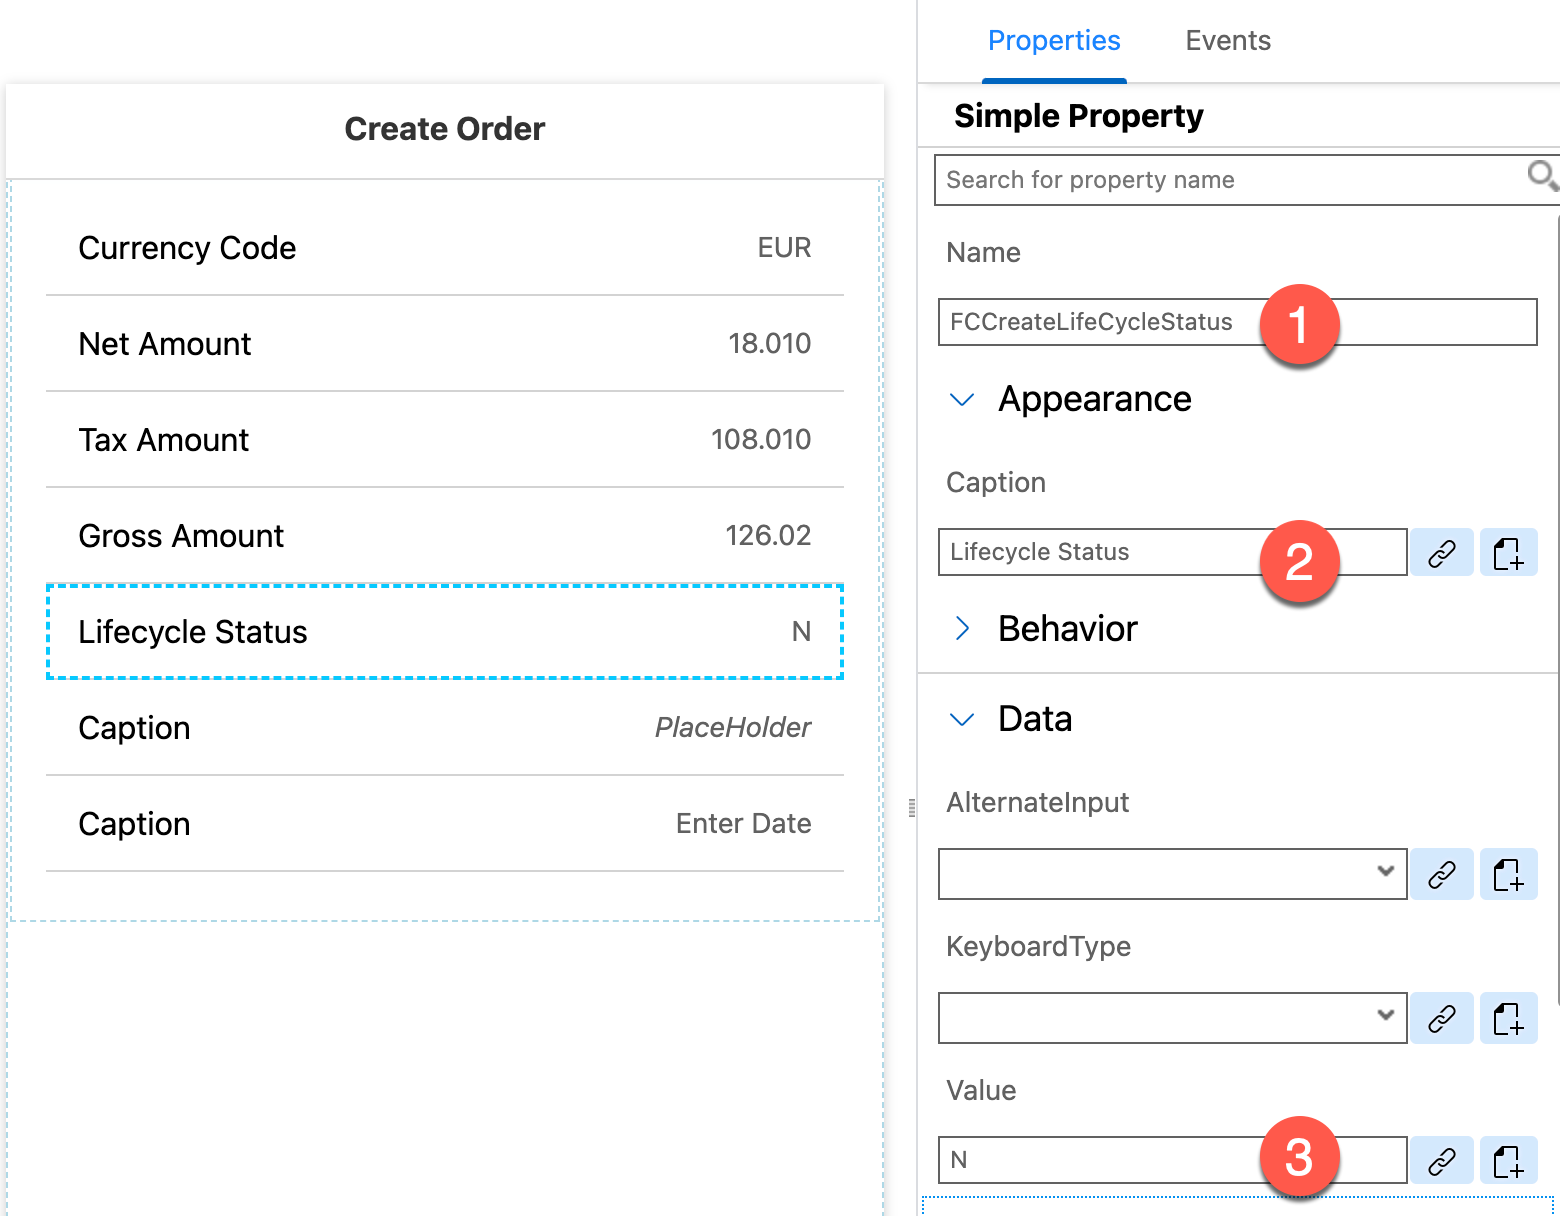 Create Order
Currency Code EUR
Net Amount 18.010
Tax Amount 108.010
Gross Amount 126.02
Lifecycle Status N
Caption PlaceHolder
Caption Enter Date
Properties Events
Simple Property
Search for property name
Name
FCCreateLifeCycleStatus 1
Appearance
Caption
Lifecycle Status 2
Behavior
Data
AlternateInput
KeyboardType
Value
N 3